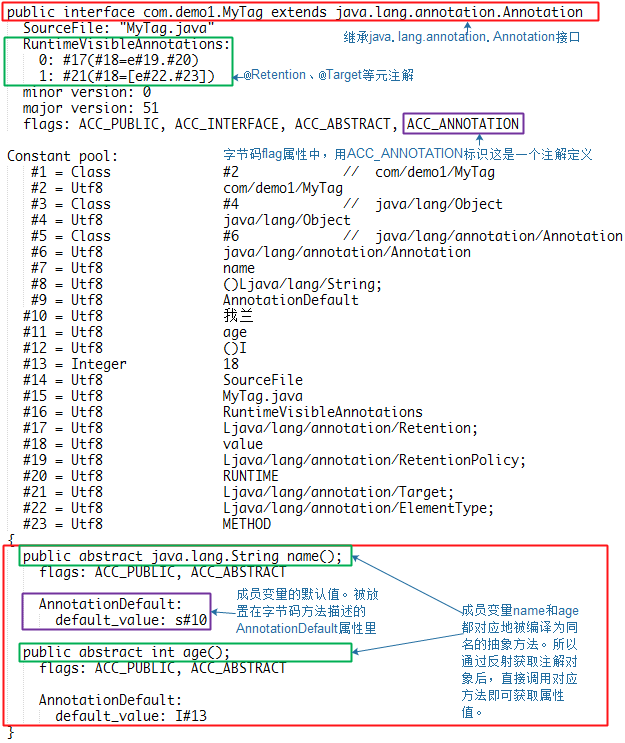 public interface com.demo1.MyTag extends java.lang.annotation.Annotation
SourceFile: "MyTag.java"
继承java.lang.annotation.Annotation接口
RuntimeVisibleAnnotations:
0: #17(#18=e#19.#20)
1: #21(#18=[e#22.#23])
@Retention、@Target等元注解
minor version: 0
major version: 51
flags: ACC_PUBLIC, ACC_INTERFACE, ACC_ABSTRACT, ACC_ANNOTATION
字节码flag属性中，用ACC_ANNOTATION标识这是一个注解定义
Constant pool:
#1 = Class #2 // com/demo1/MyTag
#2 = Utf8 com/demo1/MyTag
#3 = Class #4 // java/lang/Object
#4 = Utf8 java/lang/Object
#5 = Class #6 // java/lang/annotation/Annotation
#6 = Utf8 java/lang/annotation/Annotation
#7 = Utf8 name
#8 = Utf8 ()Ljava/lang/String;
#9 = Utf8 AnnotationDefault
#10 = Utf8 我兰
#11 = Utf8 age
#12 = Utf8 ()I
#13 = Integer 18
#14 = Utf8 SourceFile
#15 = Utf8 MyTag.java
#16 = Utf8 RuntimeVisibleAnnotations
#17 = Utf8 Ljava/lang/annotation/Retention;
#18 = Utf8 value
#19 = Utf8 Ljava/lang/annotation/RetentionPolicy;
#20 = Utf8 RUNTIME
#21 = Utf8 Ljava/lang/annotation/Target;
#22 = Utf8 Ljava/lang/annotation/ElementType;
#23 = Utf8 METHOD
{
public abstract java.lang.String name();
flags: ACC_PUBLIC, ACC_ABSTRACT
AnnotationDefault:
default_value: s#10
成员变量的默认值。被放
置在字节码方法描述的
AnnotationDefault属性里
public abstract int age();
flags: ACC_PUBLIC, ACC_ABSTRACT
AnnotationDefault:
default_value: I#13
成员变量name和age
都对应地被编译为同
名的抽象方法。所以
通过反射获取注解对
象后，直接调用对应
方法即可获取属性
值。
}